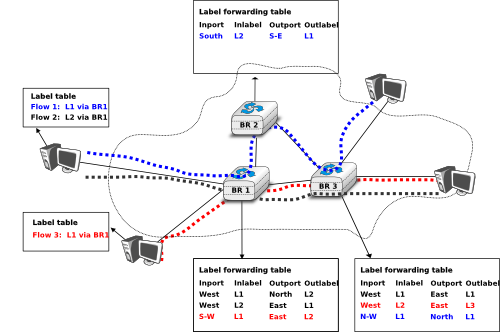 Label forwarding table
Inport Inlabel Outport Outlabel
South L2 S-E L1
Label table
Flow 1: L1 via BR1
Flow 2: L2 via BR1
BR 2
BR 1
BR 3
Label table
Flow 3: L1 via BR1
Label forwarding table
Inport Inlabel Outport Outlabel
West L1 North L2
West L2 East L1
S-W L1 East L2
Label forwarding table
Inport Inlabel Outport Outlabel
West L1 East L1
West L2 East L3
N-W L1 North L1